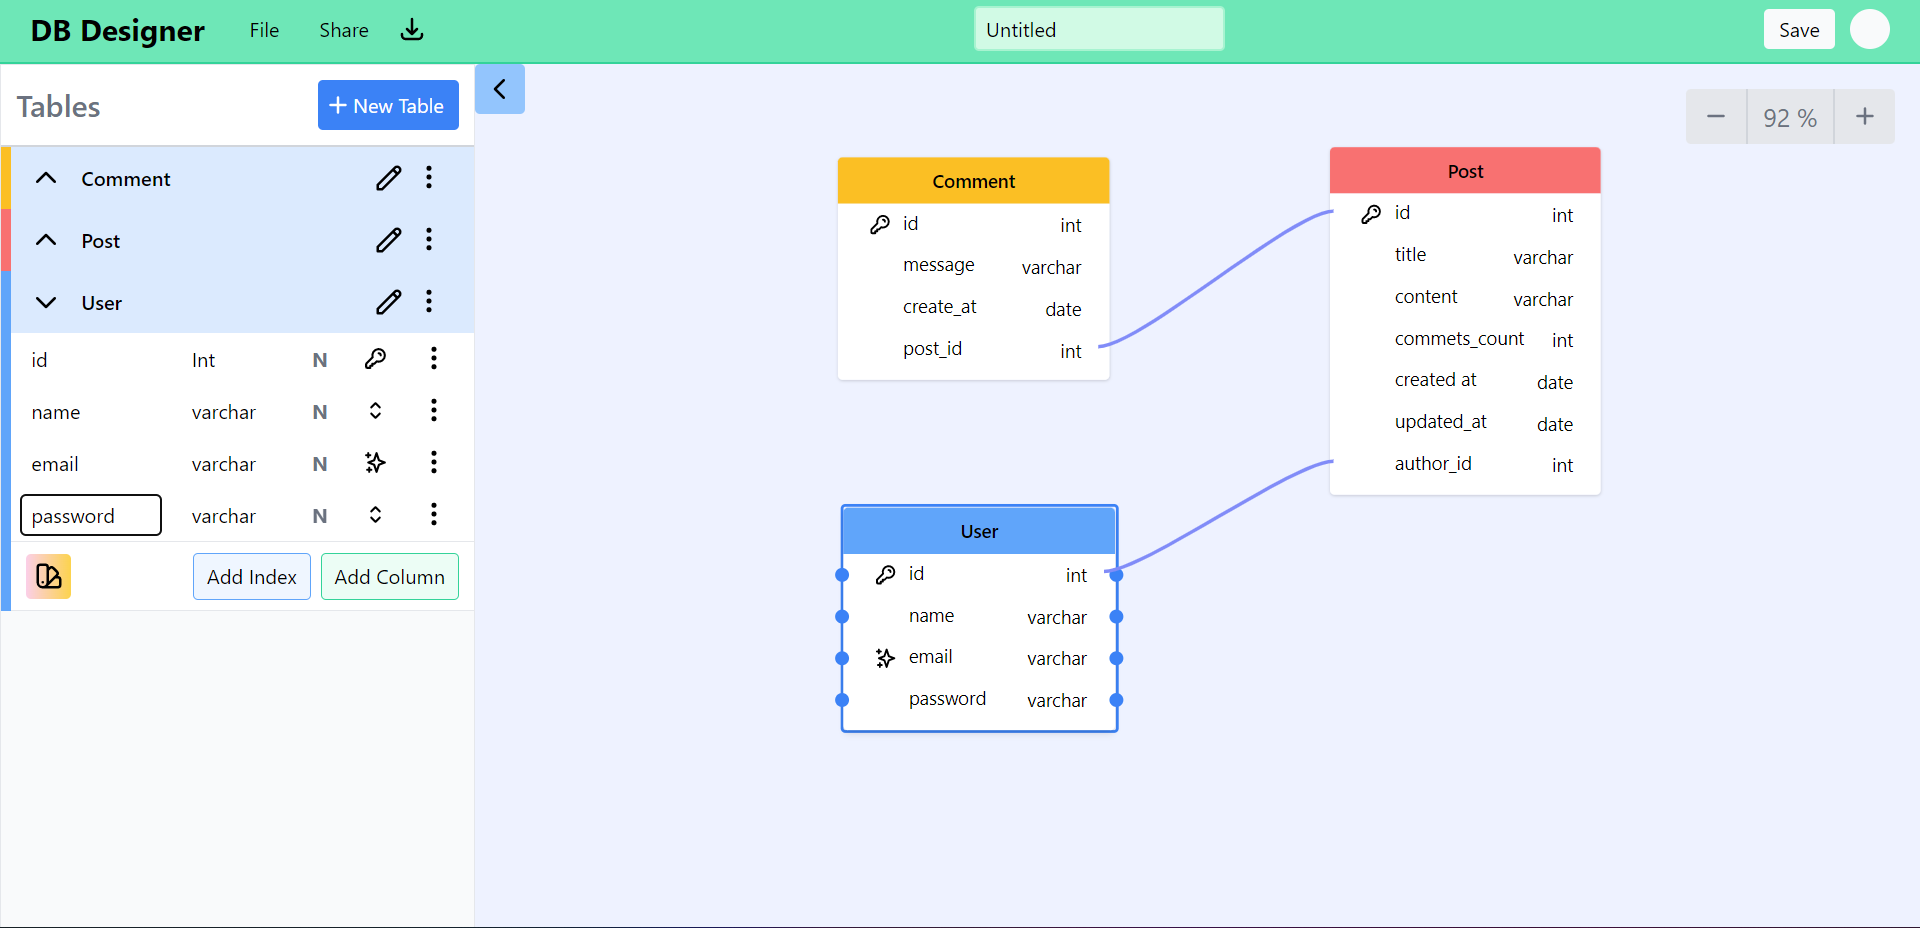 DB Designer File Share Untitled Save
Tables + New Table
92 %
Comment
Post
User
id Int N
name varchar N
email varchar N
password varchar N
Add Index Add Column
Comment
id int
message varchar
create_at date
post_id int
Post
id int
title varchar
content varchar
commets_count int
created at date
updated_at date
author_id int
User
id int
name varchar
email varchar
password varchar